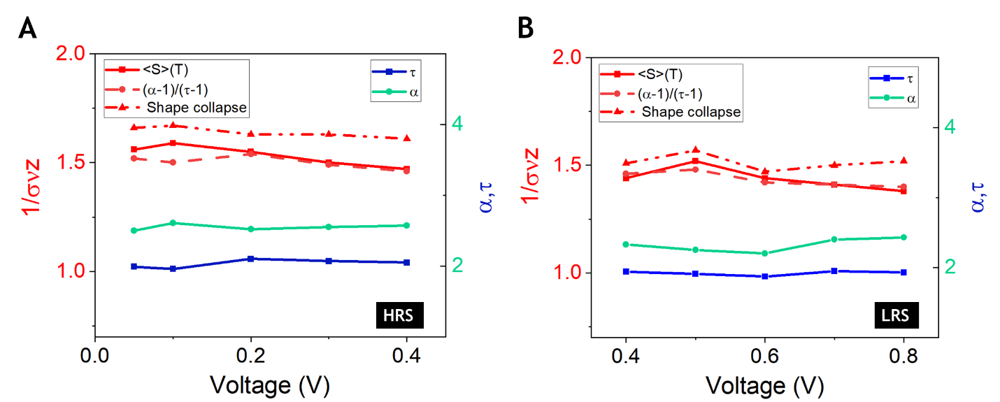 A
2.0
1.5
1.0
1/σνz
<S>(T)
(α-1)/(τ-1)
Shape collapse
τ
α
4
2
α,τ
HRS
0.0
0.2
0.4
Voltage (V)
B
2.0
1.5
1.0
1/σνz
<S>(T)
(α-1)/(τ-1)
Shape collapse
τ
α
4
2
α,τ
LRS
0.4
0.6
0.8
Voltage (V)